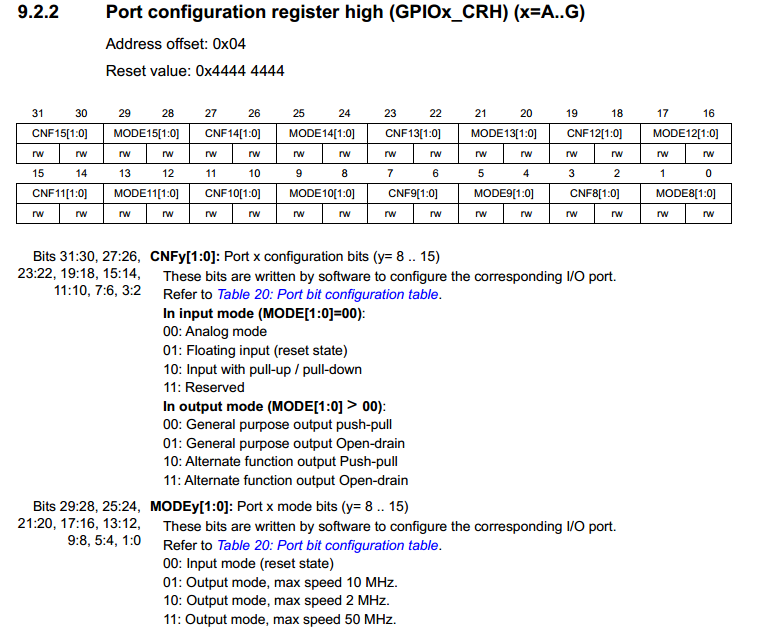 9.2.2 Port configuration register high (GPIOx_CRH) (x=A..G)
Address offset: 0x04
Reset value: 0x4444 4444
31 30 29 28 27 26 25 24 23 22 21 20 19 18 17 16
CNF15[1:0] MODE15[1:0] CNF14[1:0] MODE14[1:0] CNF13[1:0] MODE13[1:0] CNF12[1:0] MODE12[1:0]
rw rw rw rw rw rw rw rw rw rw rw rw rw rw rw rw
15 14 13 12 11 10 9 8 7 6 5 4 3 2 1 0
CNF11[1:0] MODE11[1:0] CNF10[1:0] MODE10[1:0] CNF9[1:0] MODE9[1:0] CNF8[1:0] MODE8[1:0]
rw rw rw rw rw rw rw rw rw rw rw rw rw rw rw rw
Bits 31:30, 27:26, CNFy[1:0]: Port x configuration bits (y= 8 .. 15)
23:22, 19:18, 15:14, These bits are written by software to configure the corresponding I/O port.
11:10, 7:6, 3:2 Refer to Table 20: Port bit configuration table.
In input mode (MODE[1:0]=00):
00: Analog mode
01: Floating input (reset state)
10: Input with pull-up / pull-down
11: Reserved
In output mode (MODE[1:0] > 00):
00: General purpose output push-pull
01: General purpose output Open-drain
10: Alternate function output Push-pull
11: Alternate function output Open-drain
Bits 29:28, 25:24, MODEy[1:0]: Port x mode bits (y= 8 .. 15)
21:20, 17:16, 13:12, These bits are written by software to configure the corresponding I/O port.
9:8, 5:4, 1:0 Refer to Table 20: Port bit configuration table.
00: Input mode (reset state)
01: Output mode, max speed 10 MHz.
10: Output mode, max speed 2 MHz.
11: Output mode, max speed 50 MHz.